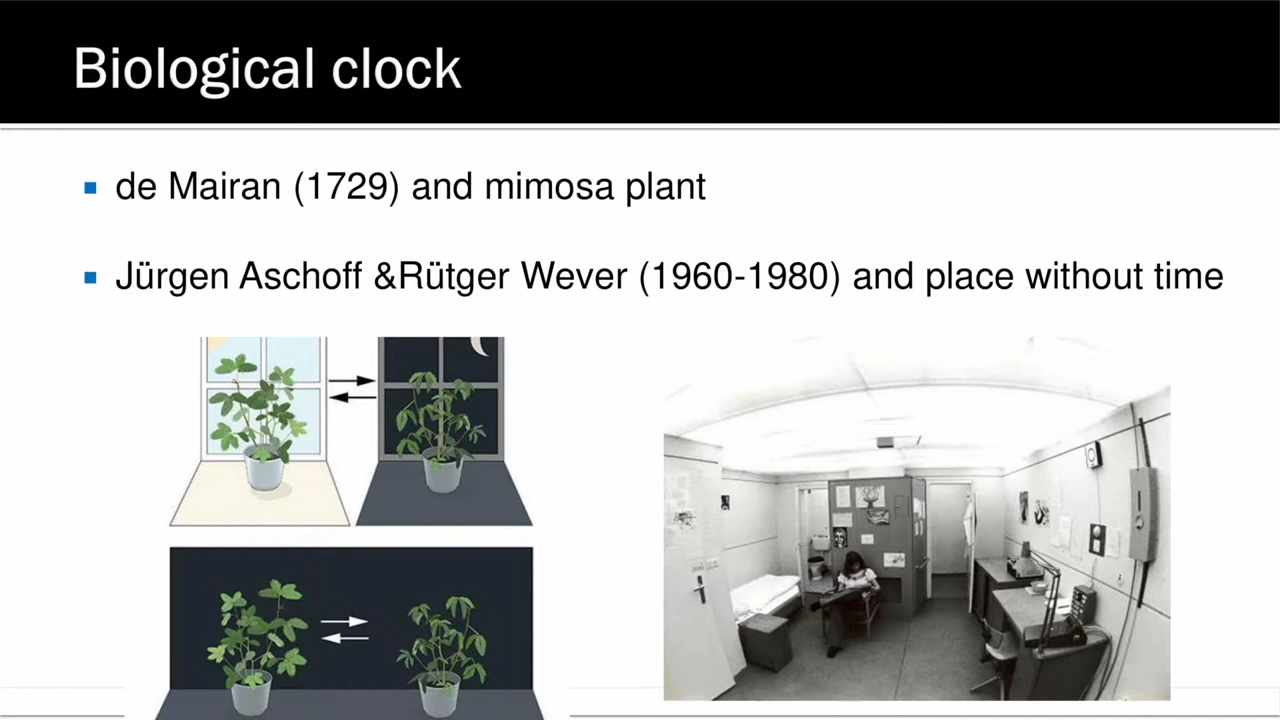 Biological clock
de Mairan (1729) and mimosa plant
Jürgen Aschoff &Rütger Wever (1960-1980) and place without time